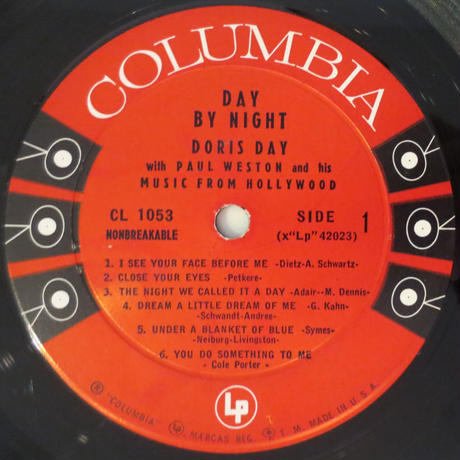 COLUMBIA
DAY
BY NIGHT
DORIS DAY
with PAUL WESTON and his
MUSIC FROM HOLLYWOOD
CL 1053
NONBREAKABLE
SIDE 1
(x"Lp"42023)
1. I SEE YOUR FACE BEFORE ME -Dietz-A. Schwartz
2. CLOSE YOUR EYES -Petkere-
3. THE NIGHT WE CALLED IT A DAY -Adair--M. Dennis-
4. DREAM A LITTLE DREAM OF ME -G. Kahn-
-Schwandt-Andree-
5. UNDER A BLANKET OF BLUE -Symes-
-Neiburg-Livingston-
6. YOU DO SOMETHING TO ME
- Cole Porter -
Lp
® "COLUMBIA" MARCAS REG. T. M. MADE IN U.S.A.